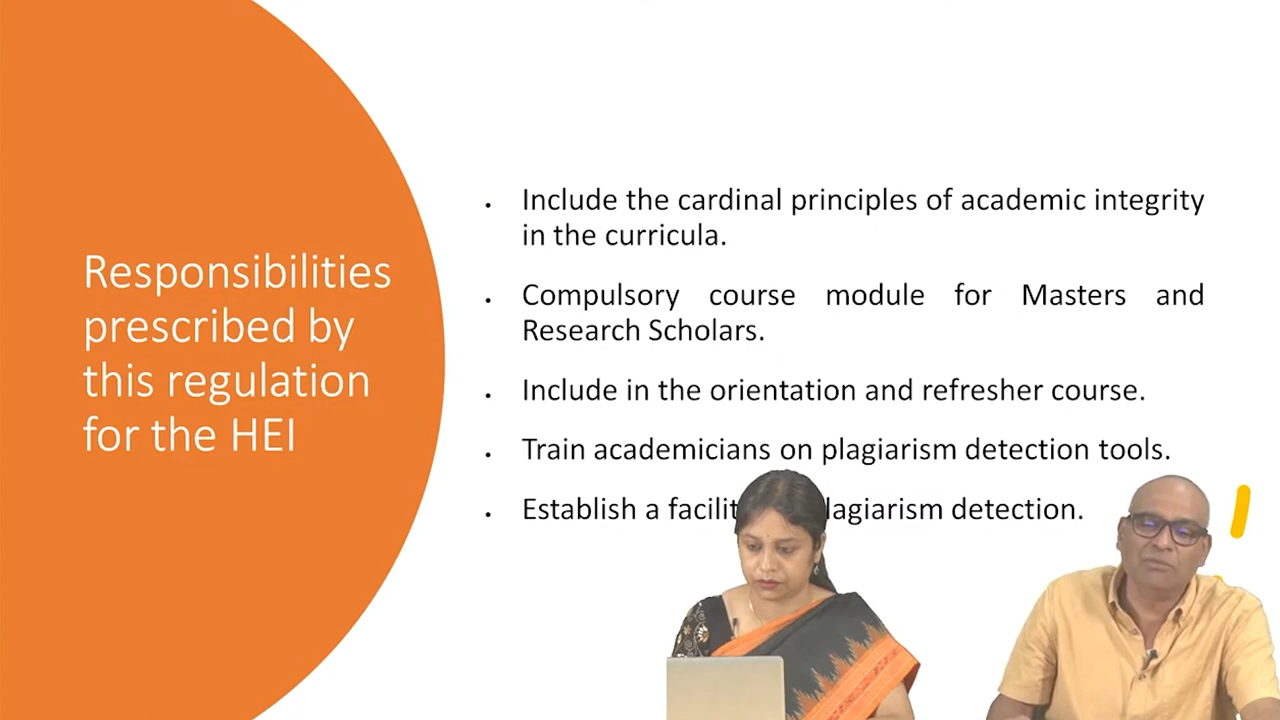 Responsibilities
prescribed by
this regulation
for the HEI
• Include the cardinal principles of academic integrity
in the curricula.
• Compulsory course module for Masters and
Research Scholars.
• Include in the orientation and refresher course.
• Train academicians on plagiarism detection tools.
• Establish a detection.